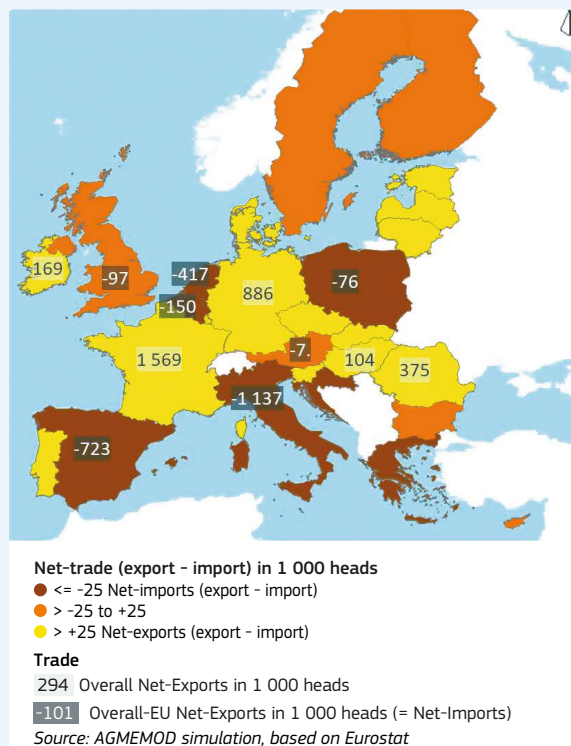 -417
169
-97
-150
886
-76
1 569
-7.
104
375
-1 137
-723
Net-trade (export - import) in 1 000 heads
<= -25 Net-imports (export - import)
> -25 to +25
> +25 Net-exports (export - import)
Trade
294 Overall Net-Exports in 1 000 heads
-101 Overall-EU Net-Exports in 1 000 heads (= Net-Imports)
Source: AGMEMOD simulation, based on Eurostat